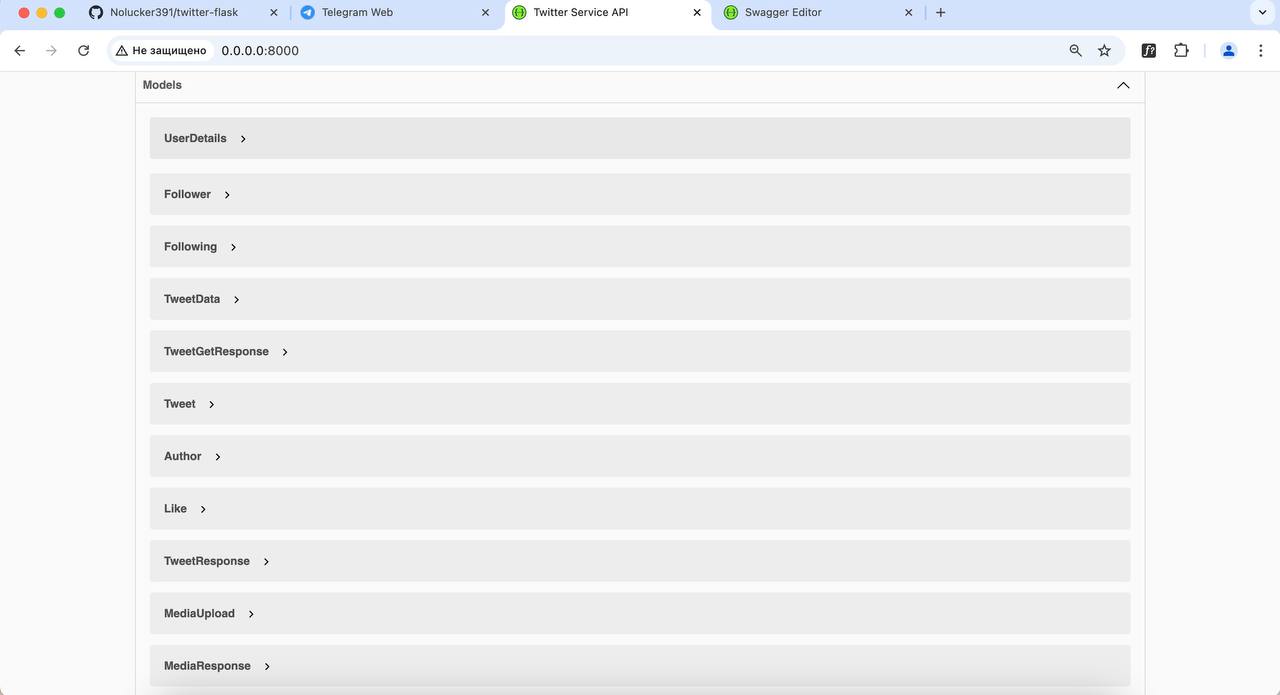 Nolucker391/twitter-flask
Telegram Web
Twitter Service API
Swagger Editor
Не защищено
0.0.0.0:8000
f?
Models
UserDetails
Follower
Following
TweetData
TweetGetResponse
Tweet
Author
Like
TweetResponse
MediaUpload
MediaResponse